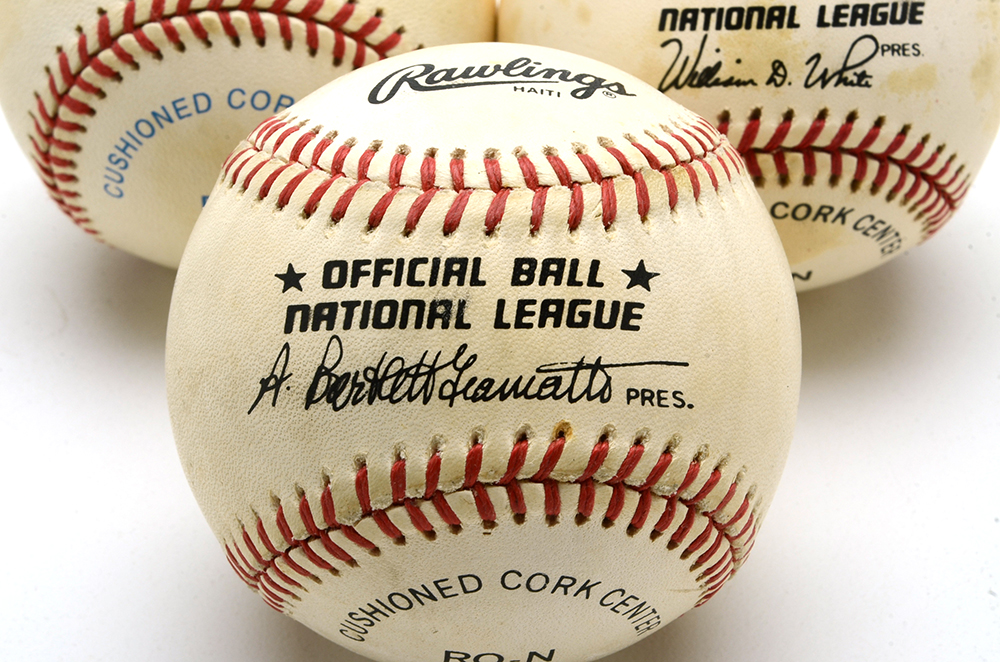 Rawlings®
HAITI
★ OFFICIAL BALL ★
NATIONAL LEAGUE
A. Bartlett Giamatti PRES.
CUSHIONED CORK CENTER
RO-N
CUSHIONED COR
NATIONAL LEAGUE
William D. White PRES.
CORK CENTER
N